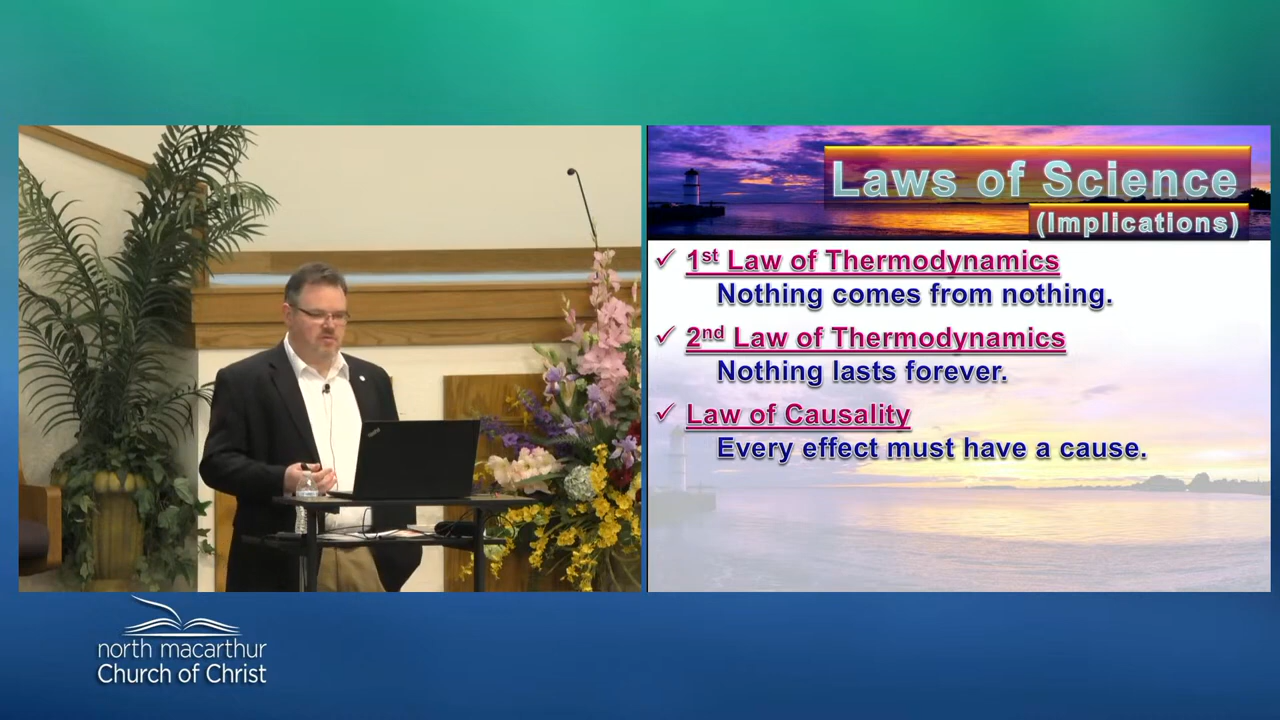 Laws of Science
(Implications)
✓ 1st Law of Thermodynamics
Nothing comes from nothing.
✓ 2nd Law of Thermodynamics
Nothing lasts forever.
✓ Law of Causality
Every effect must have a cause.
north macarthur
Church of Christ